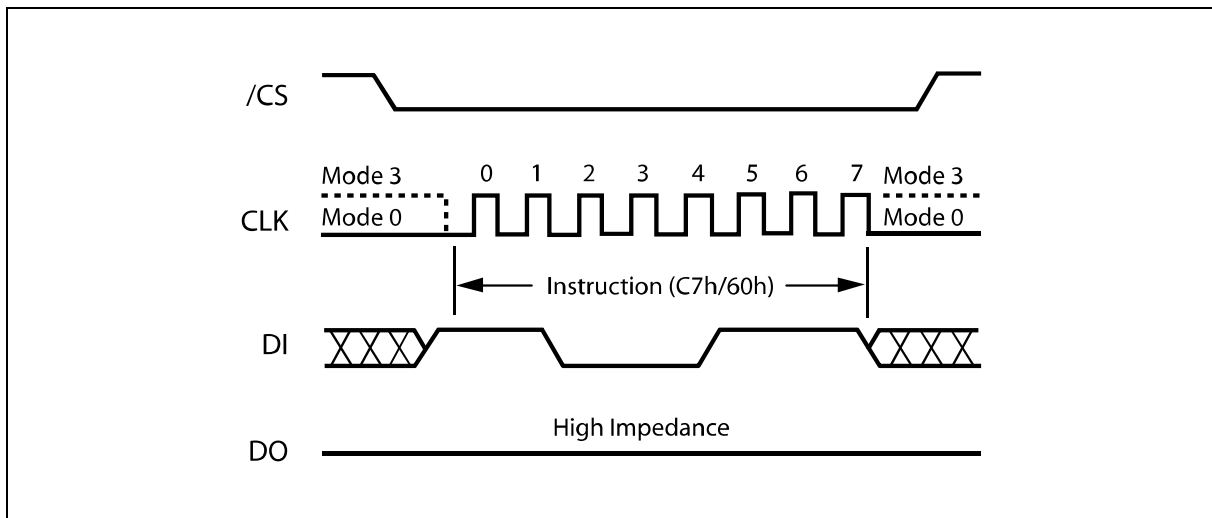 /CS
Mode 3 0 1 2 3 4 5 6 7 Mode 3
CLK Mode 0 Mode 0
Instruction (C7h/60h)
DI
High Impedance
DO